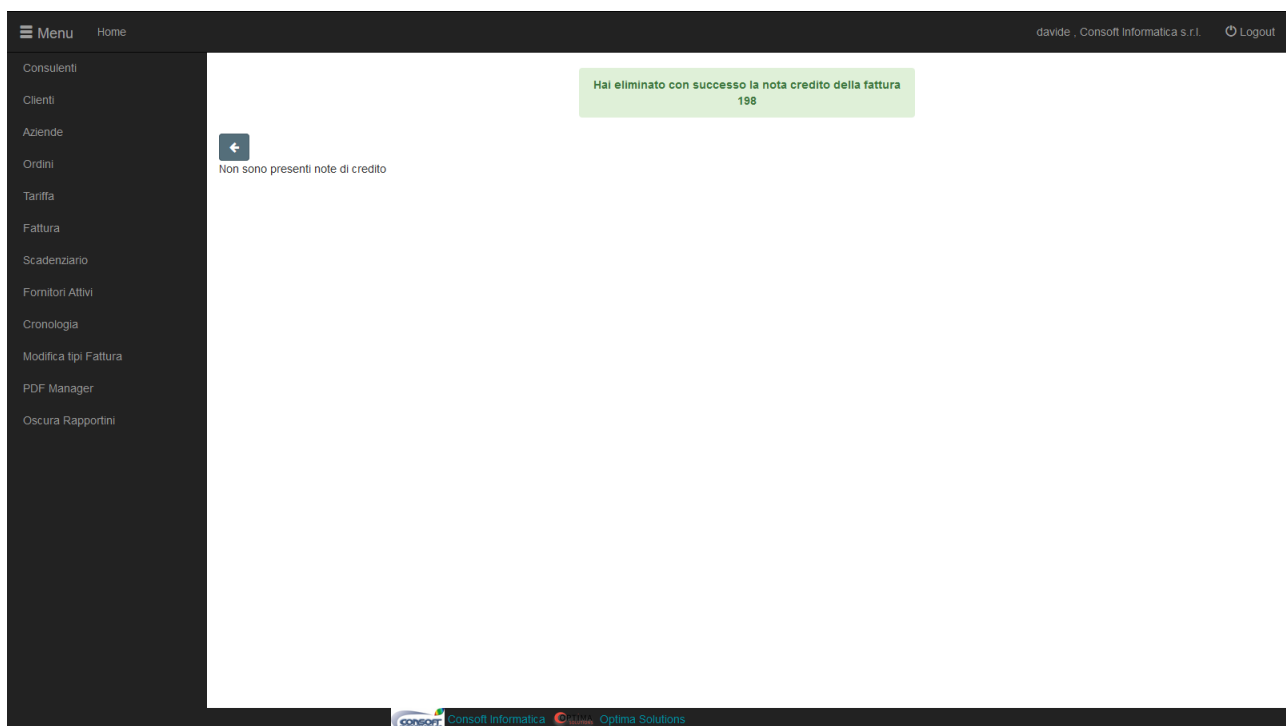 Menu Home davide , Consoft Informatica s.r.l. Logout
Consulenti
Clienti
Aziende
Ordini
Tariffa
Fattura
Scadenziario
Fornitori Attivi
Cronologia
Modifica tipi Fattura
PDF Manager
Oscura Rapportini
Hai eliminato con successo la nota credito della fattura
198
Non sono presenti note di credito
CONSOFT Consoft Informatica OPTIMA Optima Solutions